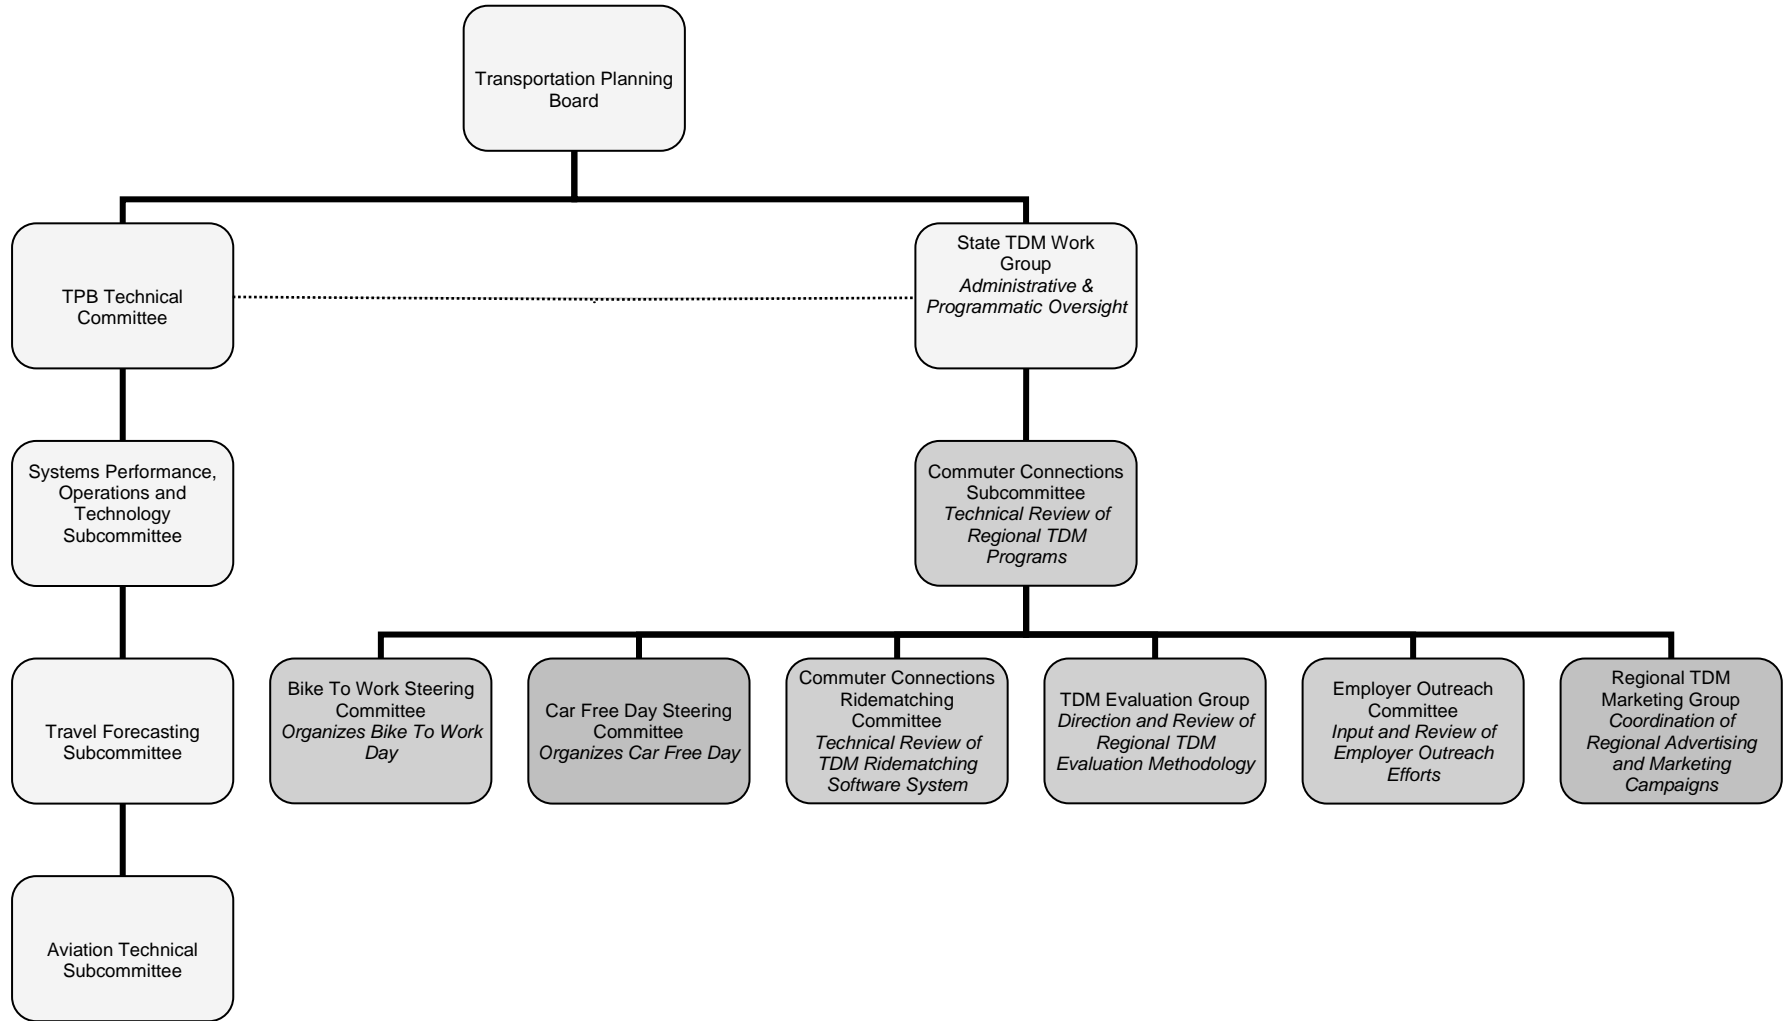 Transportation Planning
Board
TPB Technical
Committee
State TDM Work
Group
Administrative &
Programmatic Oversight
Systems Performance,
Operations and
Technology
Subcommittee
Commuter Connections
Subcommittee
Technical Review of
Regional TDM
Programs
Travel Forecasting
Subcommittee
Bike To Work Steering
Committee
Organizes Bike To Work
Day
Car Free Day Steering
Committee
Organizes Car Free Day
Commuter Connections
Ridematching
Committee
Technical Review of
TDM Ridematching
Software System
TDM Evaluation Group
Direction and Review of
Regional TDM
Evaluation Methodology
Employer Outreach
Committee
Input and Review of
Employer Outreach
Efforts
Regional TDM
Marketing Group
Coordination of
Regional Advertising
and Marketing
Campaigns
Aviation Technical
Subcommittee